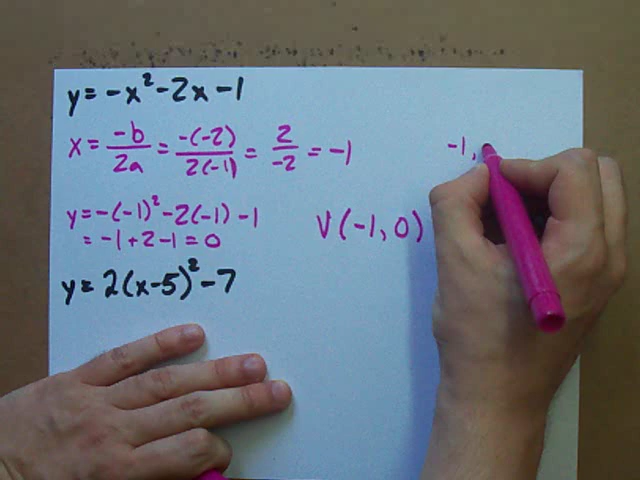 y = -x² - 2x - 1
x = -b/2a = -(-2)/2(-1) = 2/-2 = -1
-1,
y = -(-1)² - 2(-1) - 1
= -1 + 2 - 1 = 0
V(-1, 0)
y = 2(x-5)² - 7